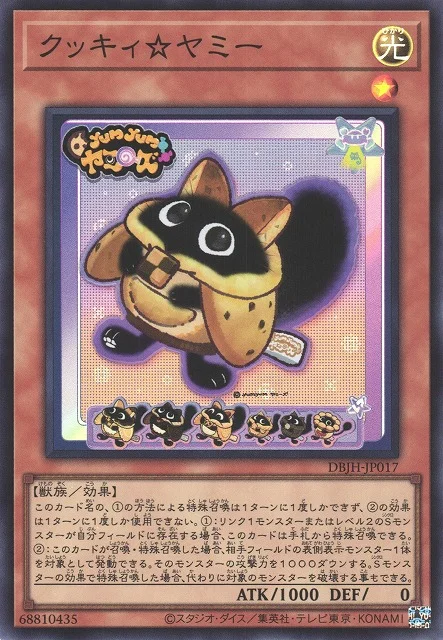 クッキィ☆ヤミー
ひかり
光
yum yum
DBJH-JP017
【獣族/効果】
このカード名の、①の方法による特殊召喚は1ターンに1度しかできず、②の効果
は1ターンに1度しか使用できない。①:リンク1モンスターまたはレベル2のSモン
スターが自分フィールドに存在する場合、このカードは手札から特殊召喚できる。
②:このカードが召喚・特殊召喚した場合、相手フィールドの表側表示モンスター1体
を対象として発動できる。そのモンスターの攻撃力を1000ダウンする。Sモンス
ターの効果で特殊召喚した場合、代わりに対象のモンスターを破壊する事もできる。
ATK/1000 DEF/ 0
68810435
©スタジオ・ダイス/集英社・テレビ東京・KONAMI